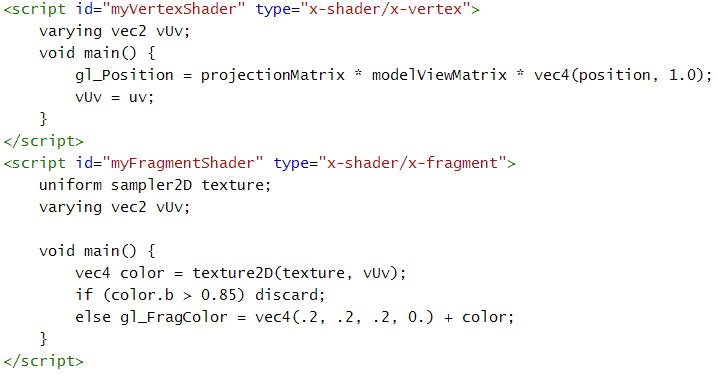 <script id="myVertexShader" type="x-shader/x-vertex">
    varying vec2 vUv;
    void main() {
        gl_Position = projectionMatrix * modelViewMatrix * vec4(position, 1.0);
        vUv = uv;
    }
</script>
<script id="myFragmentShader" type="x-shader/x-fragment">
    uniform sampler2D texture;
    varying vec2 vUv;

    void main() {
        vec4 color = texture2D(texture, vUv);
        if (color.b > 0.85) discard;
        else gl_FragColor = vec4(.2, .2, .2, 0.) + color;
    }
</script>